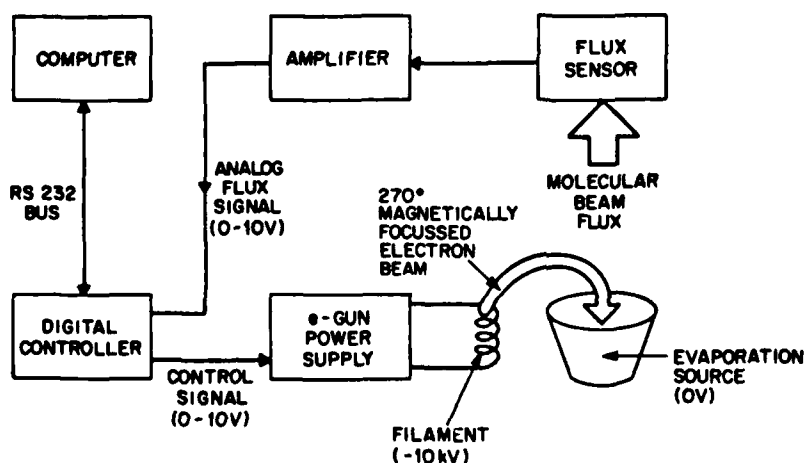 COMPUTER
AMPLIFIER
FLUX
SENSOR
RS 232
BUS
ANALOG
FLUX
SIGNAL
(0-10V)
270°
MAGNETICALLY
FOCUSSED
ELECTRON
BEAM
MOLECULAR
BEAM
FLUX
DIGITAL
CONTROLLER
CONTROL
SIGNAL
(0-10V)
e-GUN
POWER
SUPPLY
FILAMENT
(-10kV)
EVAPORATION
SOURCE
(0V)